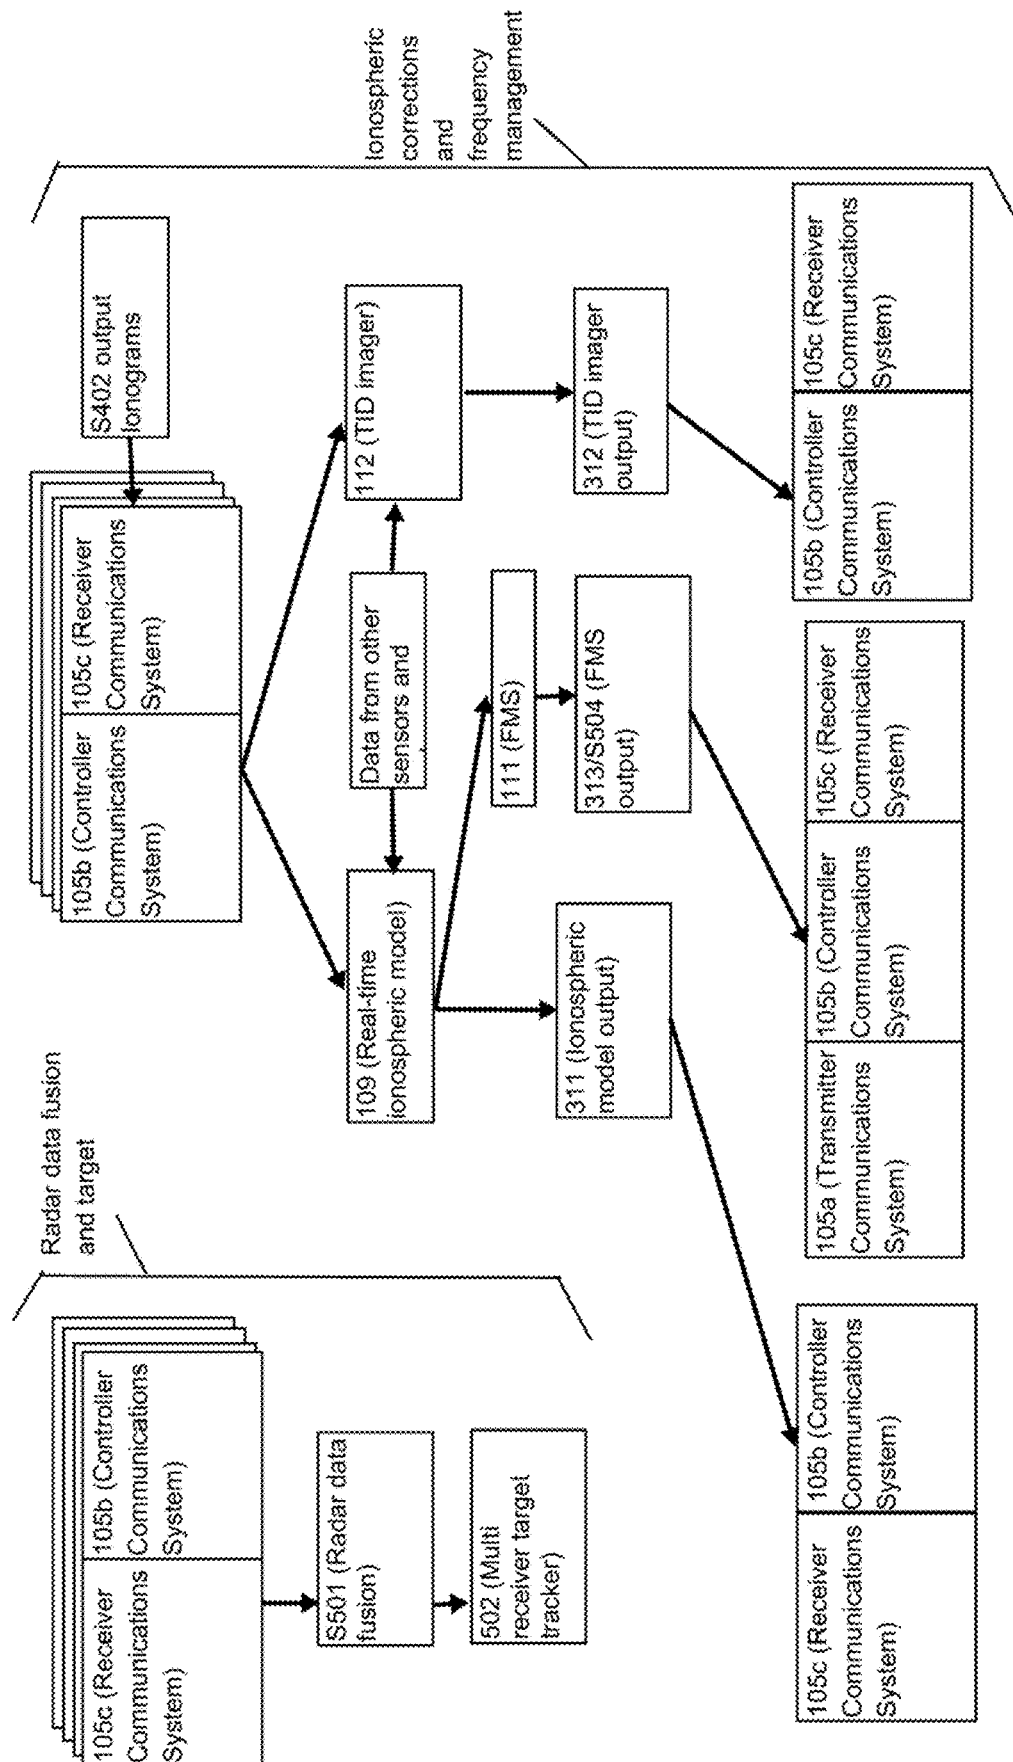 Radar data fusion
and target
Ionospheric
corrections
and
frequency
management
105c (Receiver
Communications
System)
105b (Controller
Communications
System)
S501 (Radar data
fusion)
502 (Multi
receiver target
tracker)
105b (Controller
Communications
System)
105c (Receiver
Communications
System)
S402 output
Ionograms
109 (Real-time
ionospheric model)
Data from other
sensors and
112 (TID imager)
111 (FMS)
311 (Ionospheric
model output)
313/S504 (FMS
output)
312 (TID imager
output)
105c (Receiver
Communications
System)
105b (Controller
Communications
System)
105a (Transmitter
Communications
System)
105b (Controller
Communications
System)
105c (Receiver
Communications
System)
105b (Controller
Communications
System)
105c (Receiver
Communications
System)